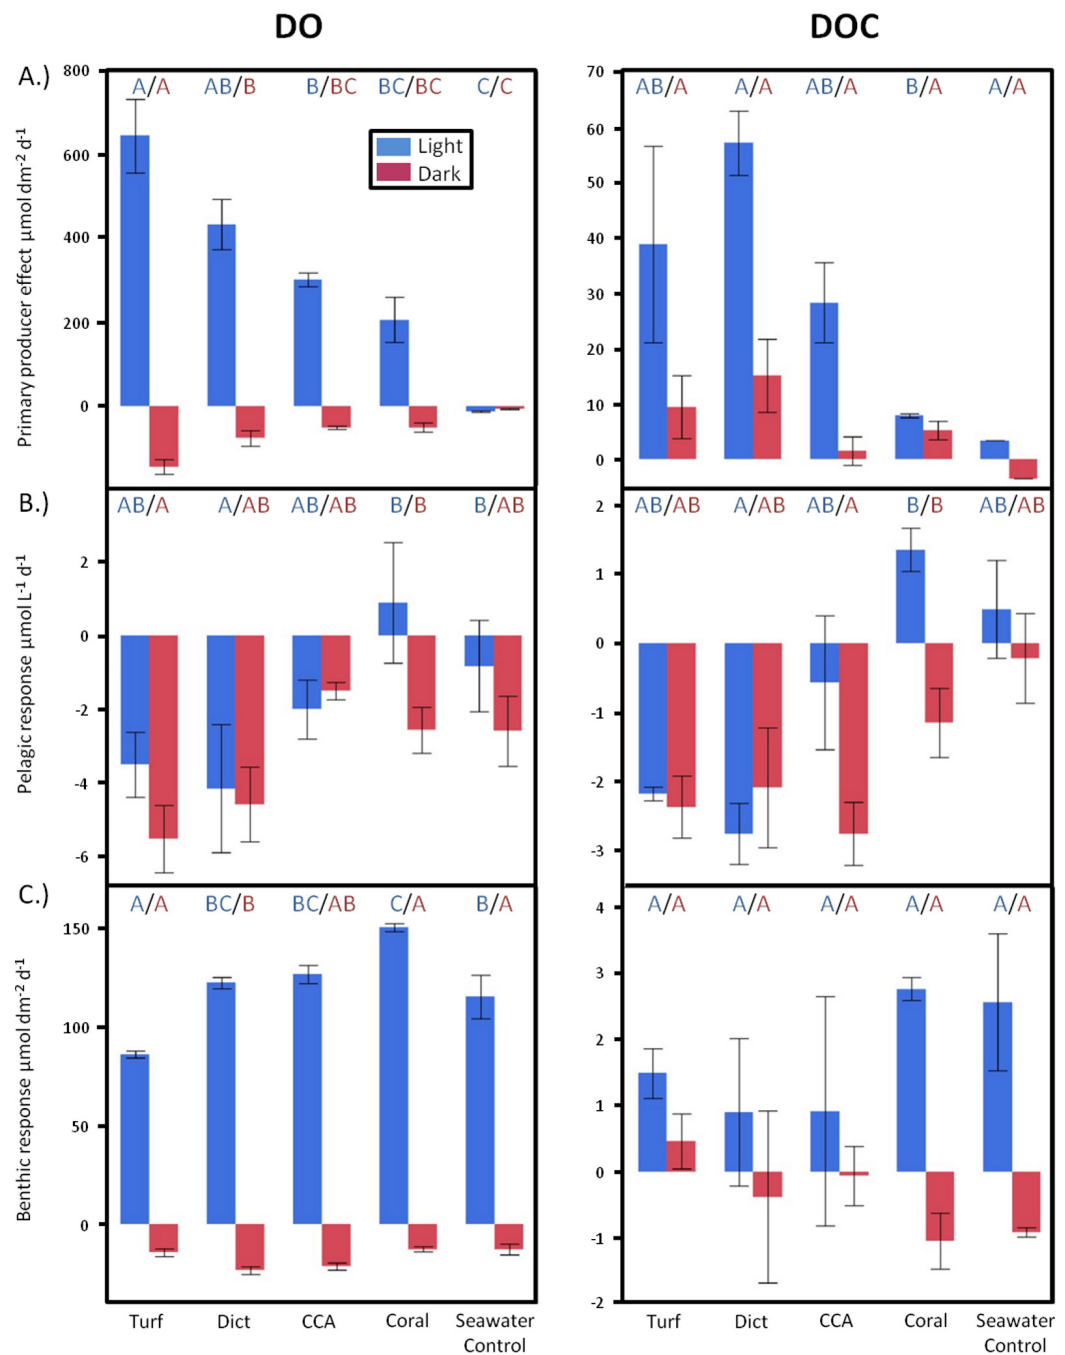 DO DOC
A.)
Primary producer effect µmol dm-2 d-1
800
600
400
200
0
A/A AB/B B/BC BC/BC C/C
Light
Dark
70
60
50
40
30
20
10
0
AB/A A/A AB/A B/A A/A
B.)
Pelagic response µmol L-1 d-1
2
0
-2
-4
-6
AB/A A/AB AB/AB B/B B/AB
2
1
0
-1
-2
-3
AB/AB A/AB AB/A B/B AB/AB
C.)
Benthic response µmol dm-2 d-1
150
100
50
0
A/A BC/B BC/AB C/A B/A
4
3
2
1
0
-1
-2
A/A A/A A/A A/A A/A
Turf Dict CCA Coral Seawater
Control
Turf Dict CCA Coral Seawater
Control